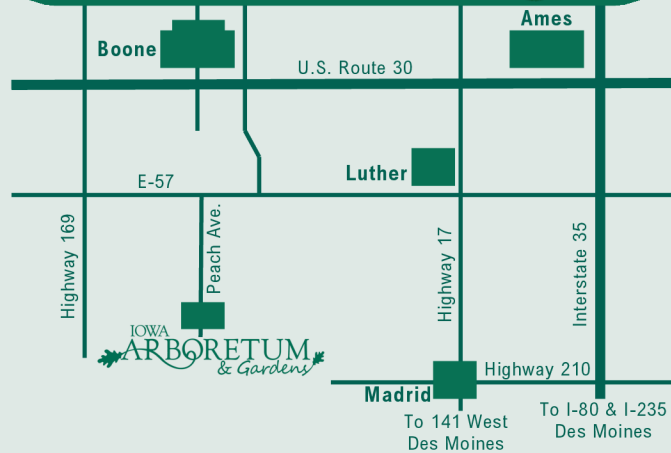 Ames
Boone
U.S. Route 30
Luther
E-57
Highway 169
Peach Ave.
Highway 17
Interstate 35
IOWA
ARBORETUM
& Gardens
Highway 210
Madrid
To 141 West
Des Moines
To I-80 & I-235
Des Moines